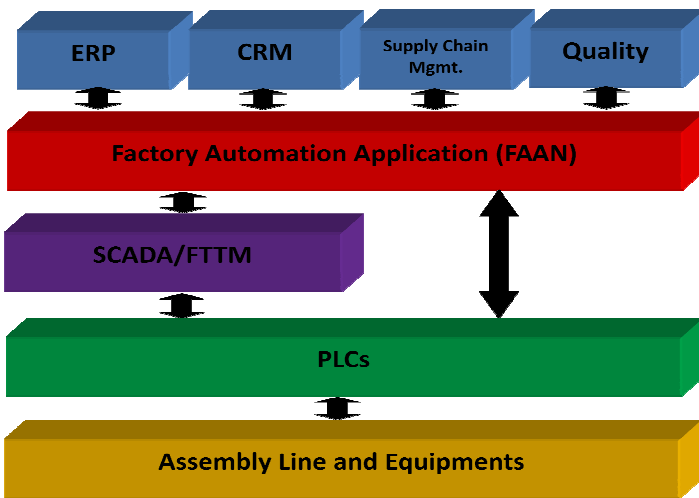 ERP
CRM
Supply Chain
Mgmt.
Quality
Factory Automation Application (FAAN)
SCADA/FTTM
PLCs
Assembly Line and Equipments